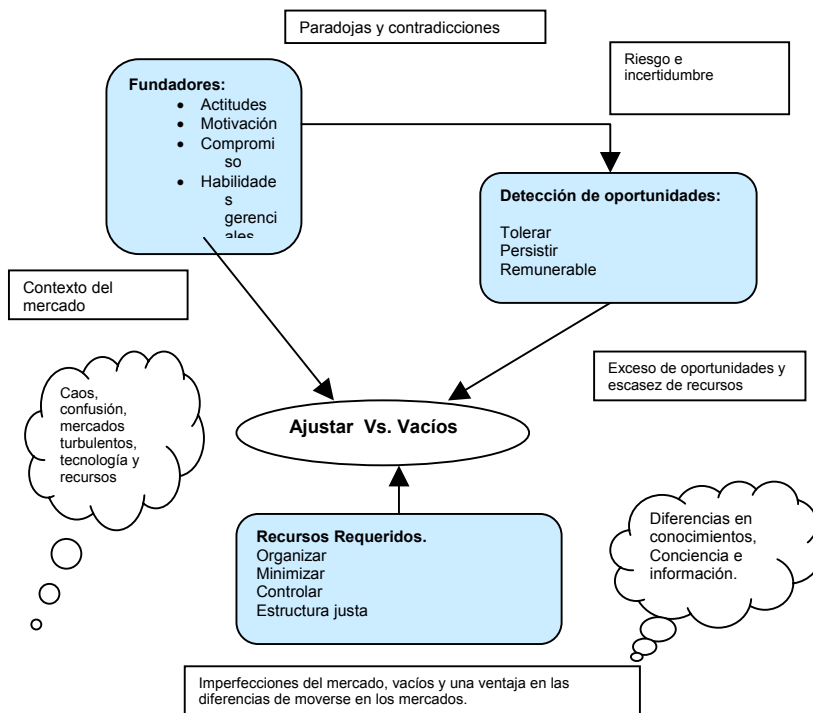 Paradojas y contradicciones
Riesgo e
incertidumbre
Fundadores:
• Actitudes
• Motivación
• Compromi
so
• Habilidade
s
gerenci
ales
Detección de oportunidades:
Tolerar
Persistir
Remunerable
Contexto del
mercado
Exceso de oportunidades y
escasez de recursos
Caos,
confusión,
mercados
turbulentos,
tecnología y
recursos
Ajustar Vs. Vacíos
Diferencias en
conocimientos,
Conciencia e
información.
Recursos Requeridos.
Organizar
Minimizar
Controlar
Estructura justa
Imperfecciones del mercado, vacíos y una ventaja en las
diferencias de moverse en los mercados.